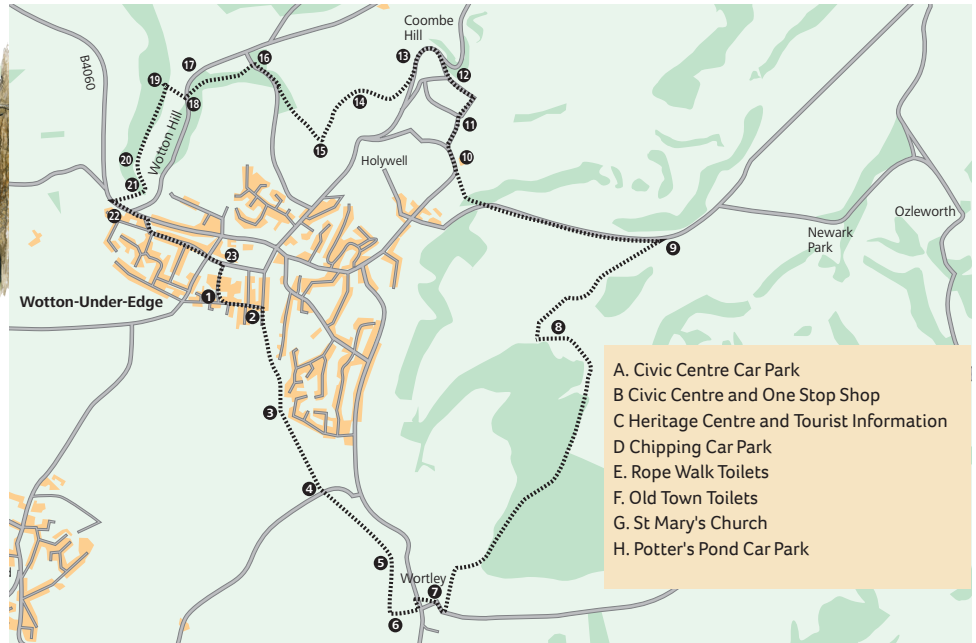 Coombe
Hill
B4060
17
16
13
12
19
18
14
11
Wotton Hill
15
10
20
Holywell
21
22
Ozleworth
Newark
Park
9
23
Wotton-Under-Edge
1
2
8
3
4
5
Wortley
7
6
A. Civic Centre Car Park
B Civic Centre and One Stop Shop
C Heritage Centre and Tourist Information
D Chipping Car Park
E. Rope Walk Toilets
F. Old Town Toilets
G. St Mary's Church
H. Potter's Pond Car Park